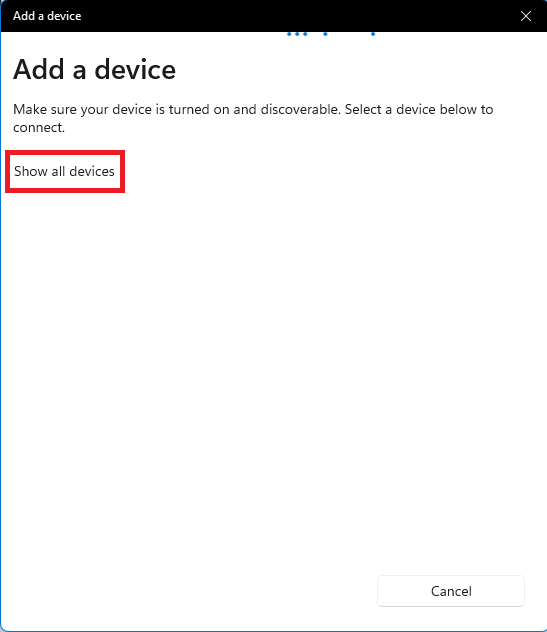 Add a device
Add a device
Make sure your device is turned on and discoverable. Select a device below to
connect.
Show all devices
Cancel